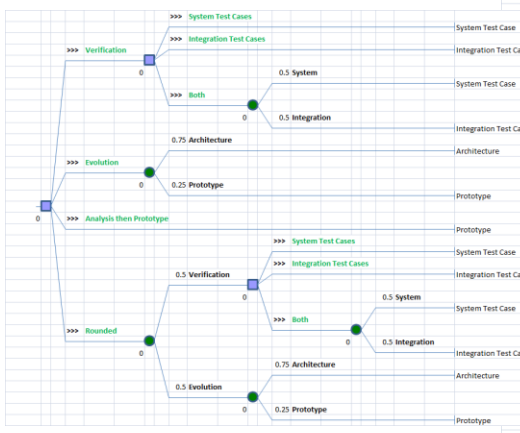 >>> System Test Cases
System Test Case
>>> Integration Test Cases
>>> Verification
Integration Test Ca
0
0.5 System
System Test Case
>>> Both
0
0.5 Integration
Integration Test Ca
0.75 Architecture
Architecture
>>> Evolution
0
0.25 Prototype
Prototype
0
>>> Analysis then Prototype
Prototype
>>> System Test Cases
System Test Case
>>> Integration Test Cases
0.5 Verification
Integration Test Ca
0
0.5 System
System Test Case
>>> Both
>>> Rounded
0
0.5 Integration
0
Integration Test Ca
0.75 Architecture
Architecture
0.5 Evolution
0
0.25 Prototype
Prototype